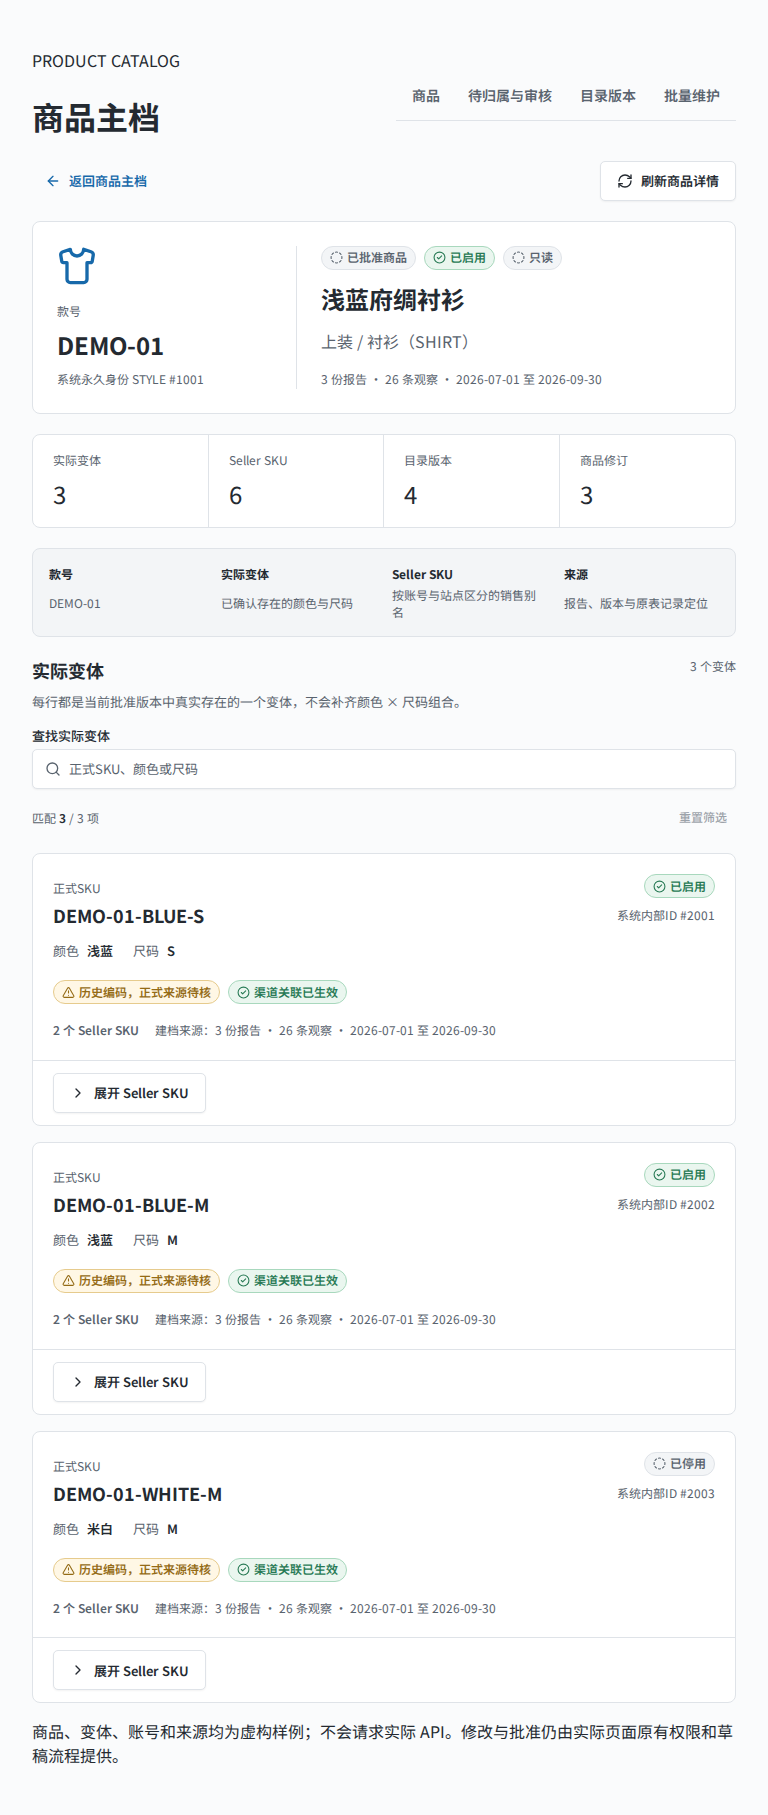 PRODUCT CATALOG
商品主档
商品 待归属与审核 目录版本 批量维护
返回商品主档
刷新商品详情
款号
DEMO-01
系统永久身份 STYLE #1001
已批准商品 已启用 只读
浅蓝府绸衬衫
上装 / 衬衫（SHIRT）
3 份报告 · 26 条观察 · 2026-07-01 至 2026-09-30
实际变体
3
Seller SKU
6
目录版本
4
商品修订
3
款号
DEMO-01
实际变体
已确认存在的颜色与尺码
Seller SKU
按账号与站点区分的销售别
名
来源
报告、版本与原表记录定位
实际变体
3 个变体
每行都是当前批准版本中真实存在的一个变体，不会补齐颜色 × 尺码组合。
查找实际变体
正式SKU、颜色或尺码
匹配 3 / 3 项
重置筛选
正式SKU
已启用
DEMO-01-BLUE-S
系统内部ID #2001
颜色 浅蓝 尺码 S
历史编码，正式来源待核 渠道关联已生效
2 个 Seller SKU 建档来源：3 份报告 · 26 条观察 · 2026-07-01 至 2026-09-30
展开 Seller SKU
正式SKU
已启用
DEMO-01-BLUE-M
系统内部ID #2002
颜色 浅蓝 尺码 M
历史编码，正式来源待核 渠道关联已生效
2 个 Seller SKU 建档来源：3 份报告 · 26 条观察 · 2026-07-01 至 2026-09-30
展开 Seller SKU
正式SKU
已停用
DEMO-01-WHITE-M
系统内部ID #2003
颜色 米白 尺码 M
历史编码，正式来源待核 渠道关联已生效
2 个 Seller SKU 建档来源：3 份报告 · 26 条观察 · 2026-07-01 至 2026-09-30
展开 Seller SKU
商品、变体、账号和来源均为虚构样例；不会请求实际 API。修改与批准仍由实际页面原有权限和草
稿流程提供。